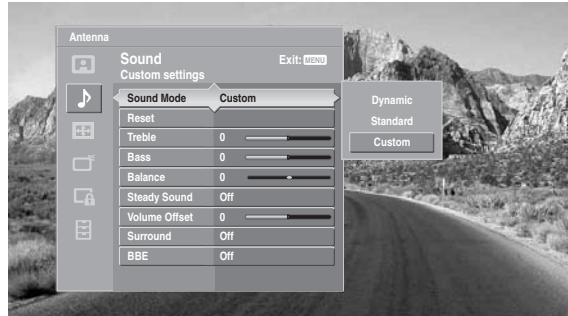 Antenna
Sound Exit: MENU
Custom settings
Sound Mode Custom
Reset
Treble 0
Bass 0
Balance 0
Steady Sound Off
Volume Offset 0
Surround Off
BBE Off
Dynamic
Standard
Custom